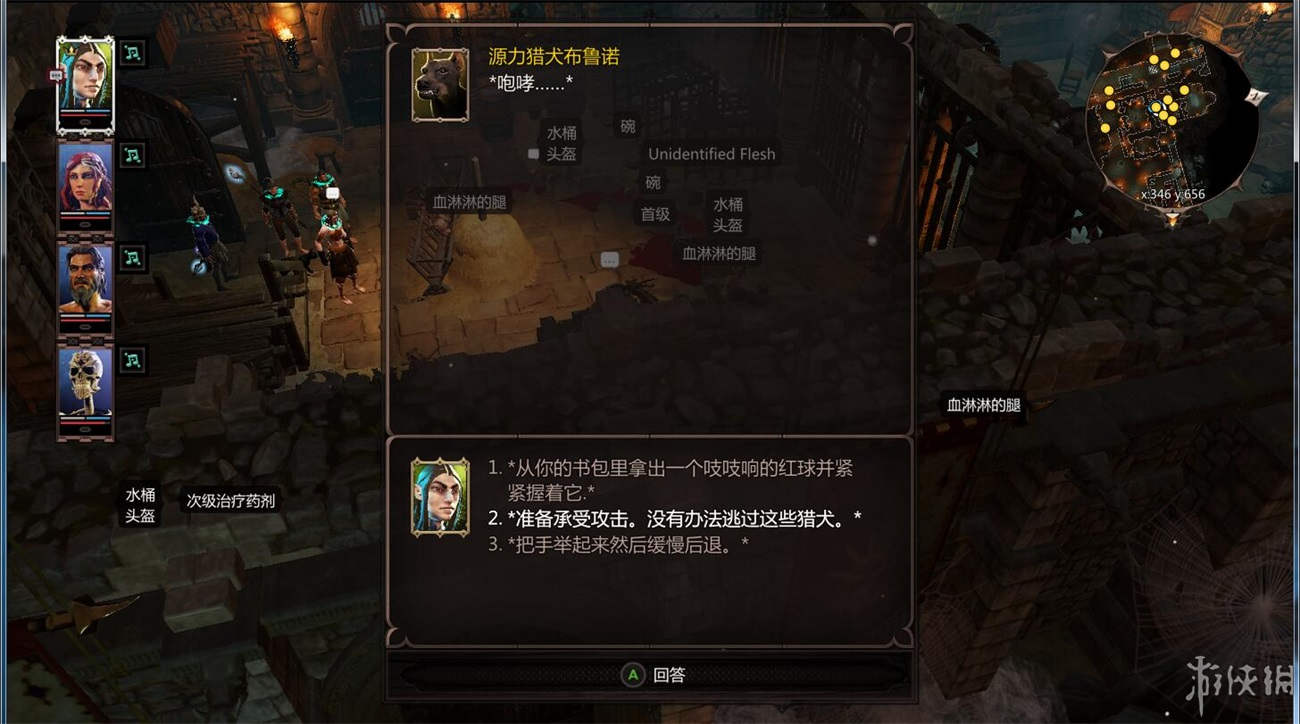 源力猎犬布鲁诺
*咆哮......*
水桶
头盔
碗
Unidentified Flesh
碗
血淋淋的腿
首级
水桶
头盔
血淋淋的腿
x:346 y:656
血淋淋的腿
水桶
头盔
次级治疗药剂
1. *从你的书包里拿出一个吱吱响的红球并紧
紧握着它.*
2. *准备承受攻击。没有办法逃过这些猎犬。*
3. *把手举起来然后缓慢后退。*
A 回答
游侠网